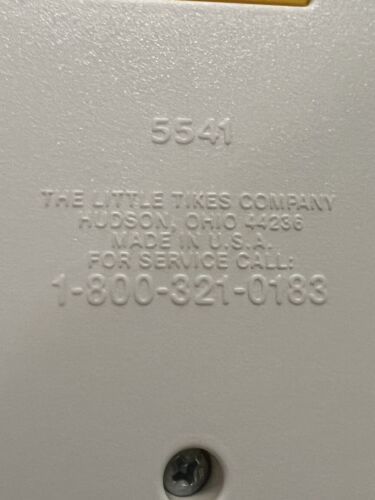 5541
THE LITTLE TIKES COMPANY
HUDSON, OHIO 44236
MADE IN U.S.A.
FOR SERVICE CALL:
1-800-321-0183